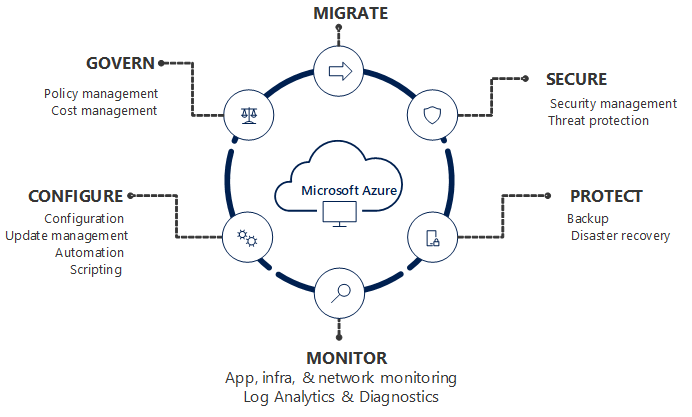 MIGRATE
GOVERN
Policy management
Cost management
SECURE
Security management
Threat protection
Microsoft Azure
CONFIGURE
Configuration
Update management
Automation
Scripting
PROTECT
Backup
Disaster recovery
MONITOR
App, infra, & network monitoring
Log Analytics & Diagnostics